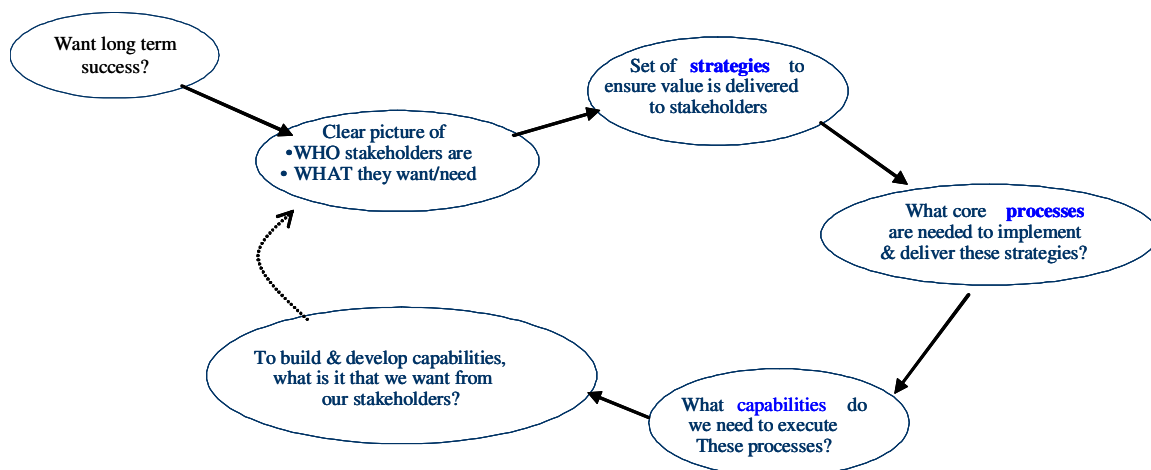 Want long term
success?
Clear picture of
•WHO stakeholders are
• WHAT they want/need
Set of strategies to
ensure value is delivered
to stakeholders
What core processes
are needed to implement
& deliver these strategies?
What capabilities do
we need to execute
These processes?
To build & develop capabilities,
what is it that we want from
our stakeholders?